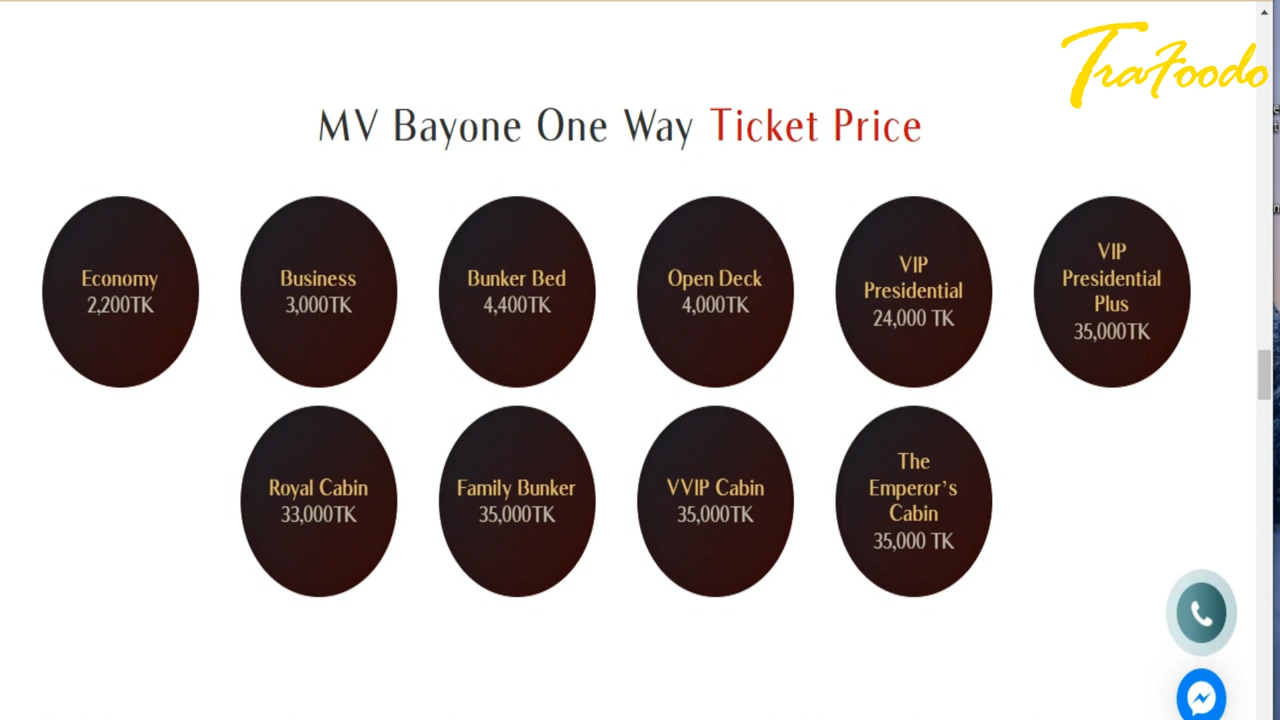 TraFoodo
MV Bayone One Way Ticket Price
Economy
2,200TK
Business
3,000TK
Bunker Bed
4,400TK
Open Deck
4,000TK
VIP
Presidential
24,000 TK
VIP
Presidential
Plus
35,000TK
Royal Cabin
33,000TK
Family Bunker
35,000TK
VVIP Cabin
35,000TK
The
Emperor’s
Cabin
35,000 TK